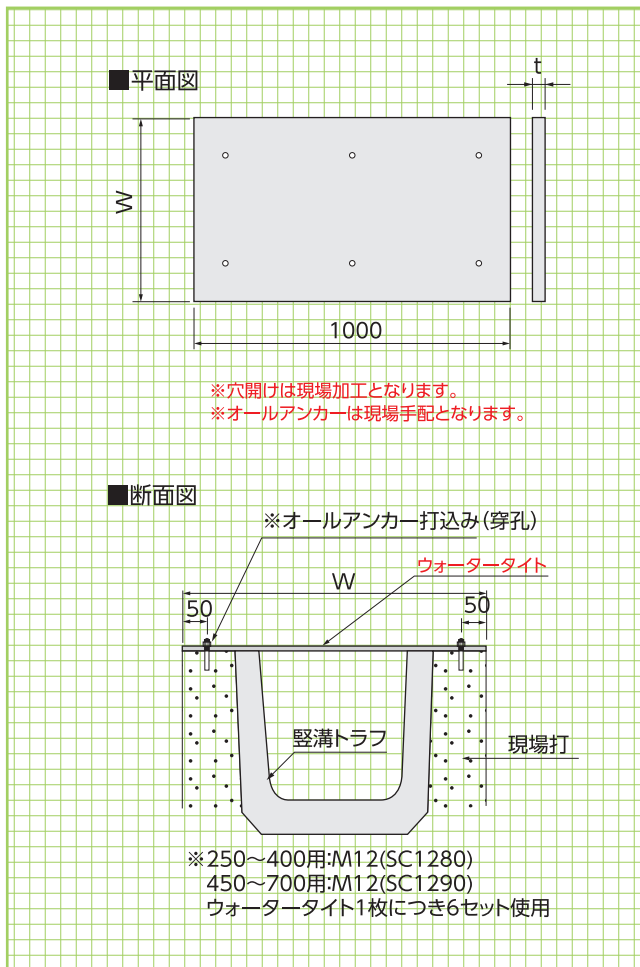 ■平面図
t
W
1000
※穴開けは現場加工となります。
※オールアンカーは現場手配となります。
■断面図
※オールアンカー打込み(穿孔)
ウォータータイト
W
50
50
竪溝トラフ
現場打
※250～400用:M12(SC1280)
450～700用:M12(SC1290)
ウォータータイト1枚につき6セット使用